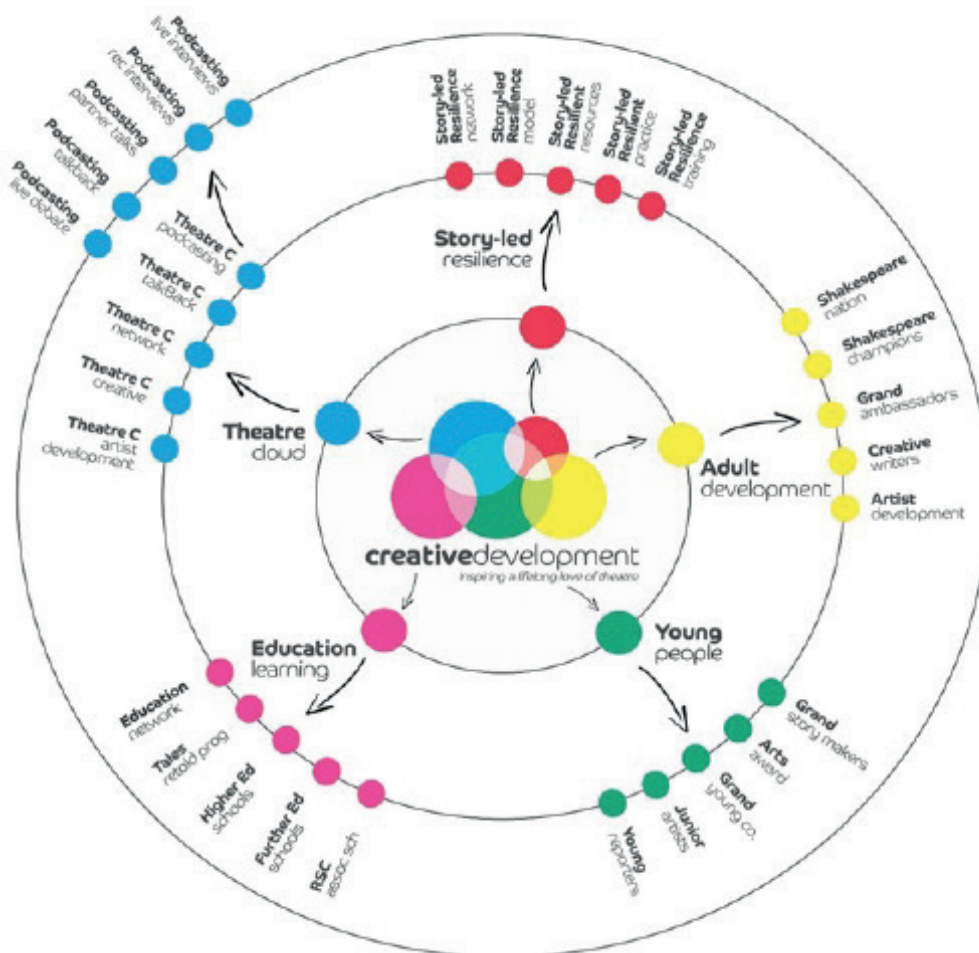 Podcasting
live interviews
Podcasting
rec interviews
Podcasting
partner talks
Podcasting
talkback
Podcasting
live debate
Theatre C
podcasting
Theatre C
talkBack
Theatre C
network
Theatre C
creative
Theatre C
artist
development
Story-led
Resilience
network
Story-led
Resilience
model
Story-led
Resilient
resources
Story-led
Resilient
practice
Story-led
Resilience
training
Story-led
resilience
Shakespeare
nation
Shakespeare
champions
Grand
ambassadors
Creative
writers
Artist
development
Theatre
cloud
Adult
development
creativedevelopment
inspiring a lifelong love of theatre
Education
learning
Young
people
Education
network
Tales
retold prog
Higher Ed
schools
Further Ed
schools
RSC
assoc sch
Grand
story makers
Arts
award
Grand
young co.
Junior
artists
Young
reporters